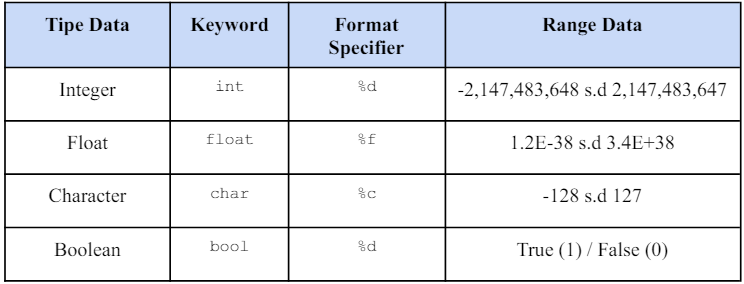 Tipe Data Keyword Format Specifier Range Data
Integer int %d -2,147,483,648 s.d 2,147,483,647
Float float %f 1.2E-38 s.d 3.4E+38
Character char %c -128 s.d 127
Boolean bool %d True (1) / False (0)